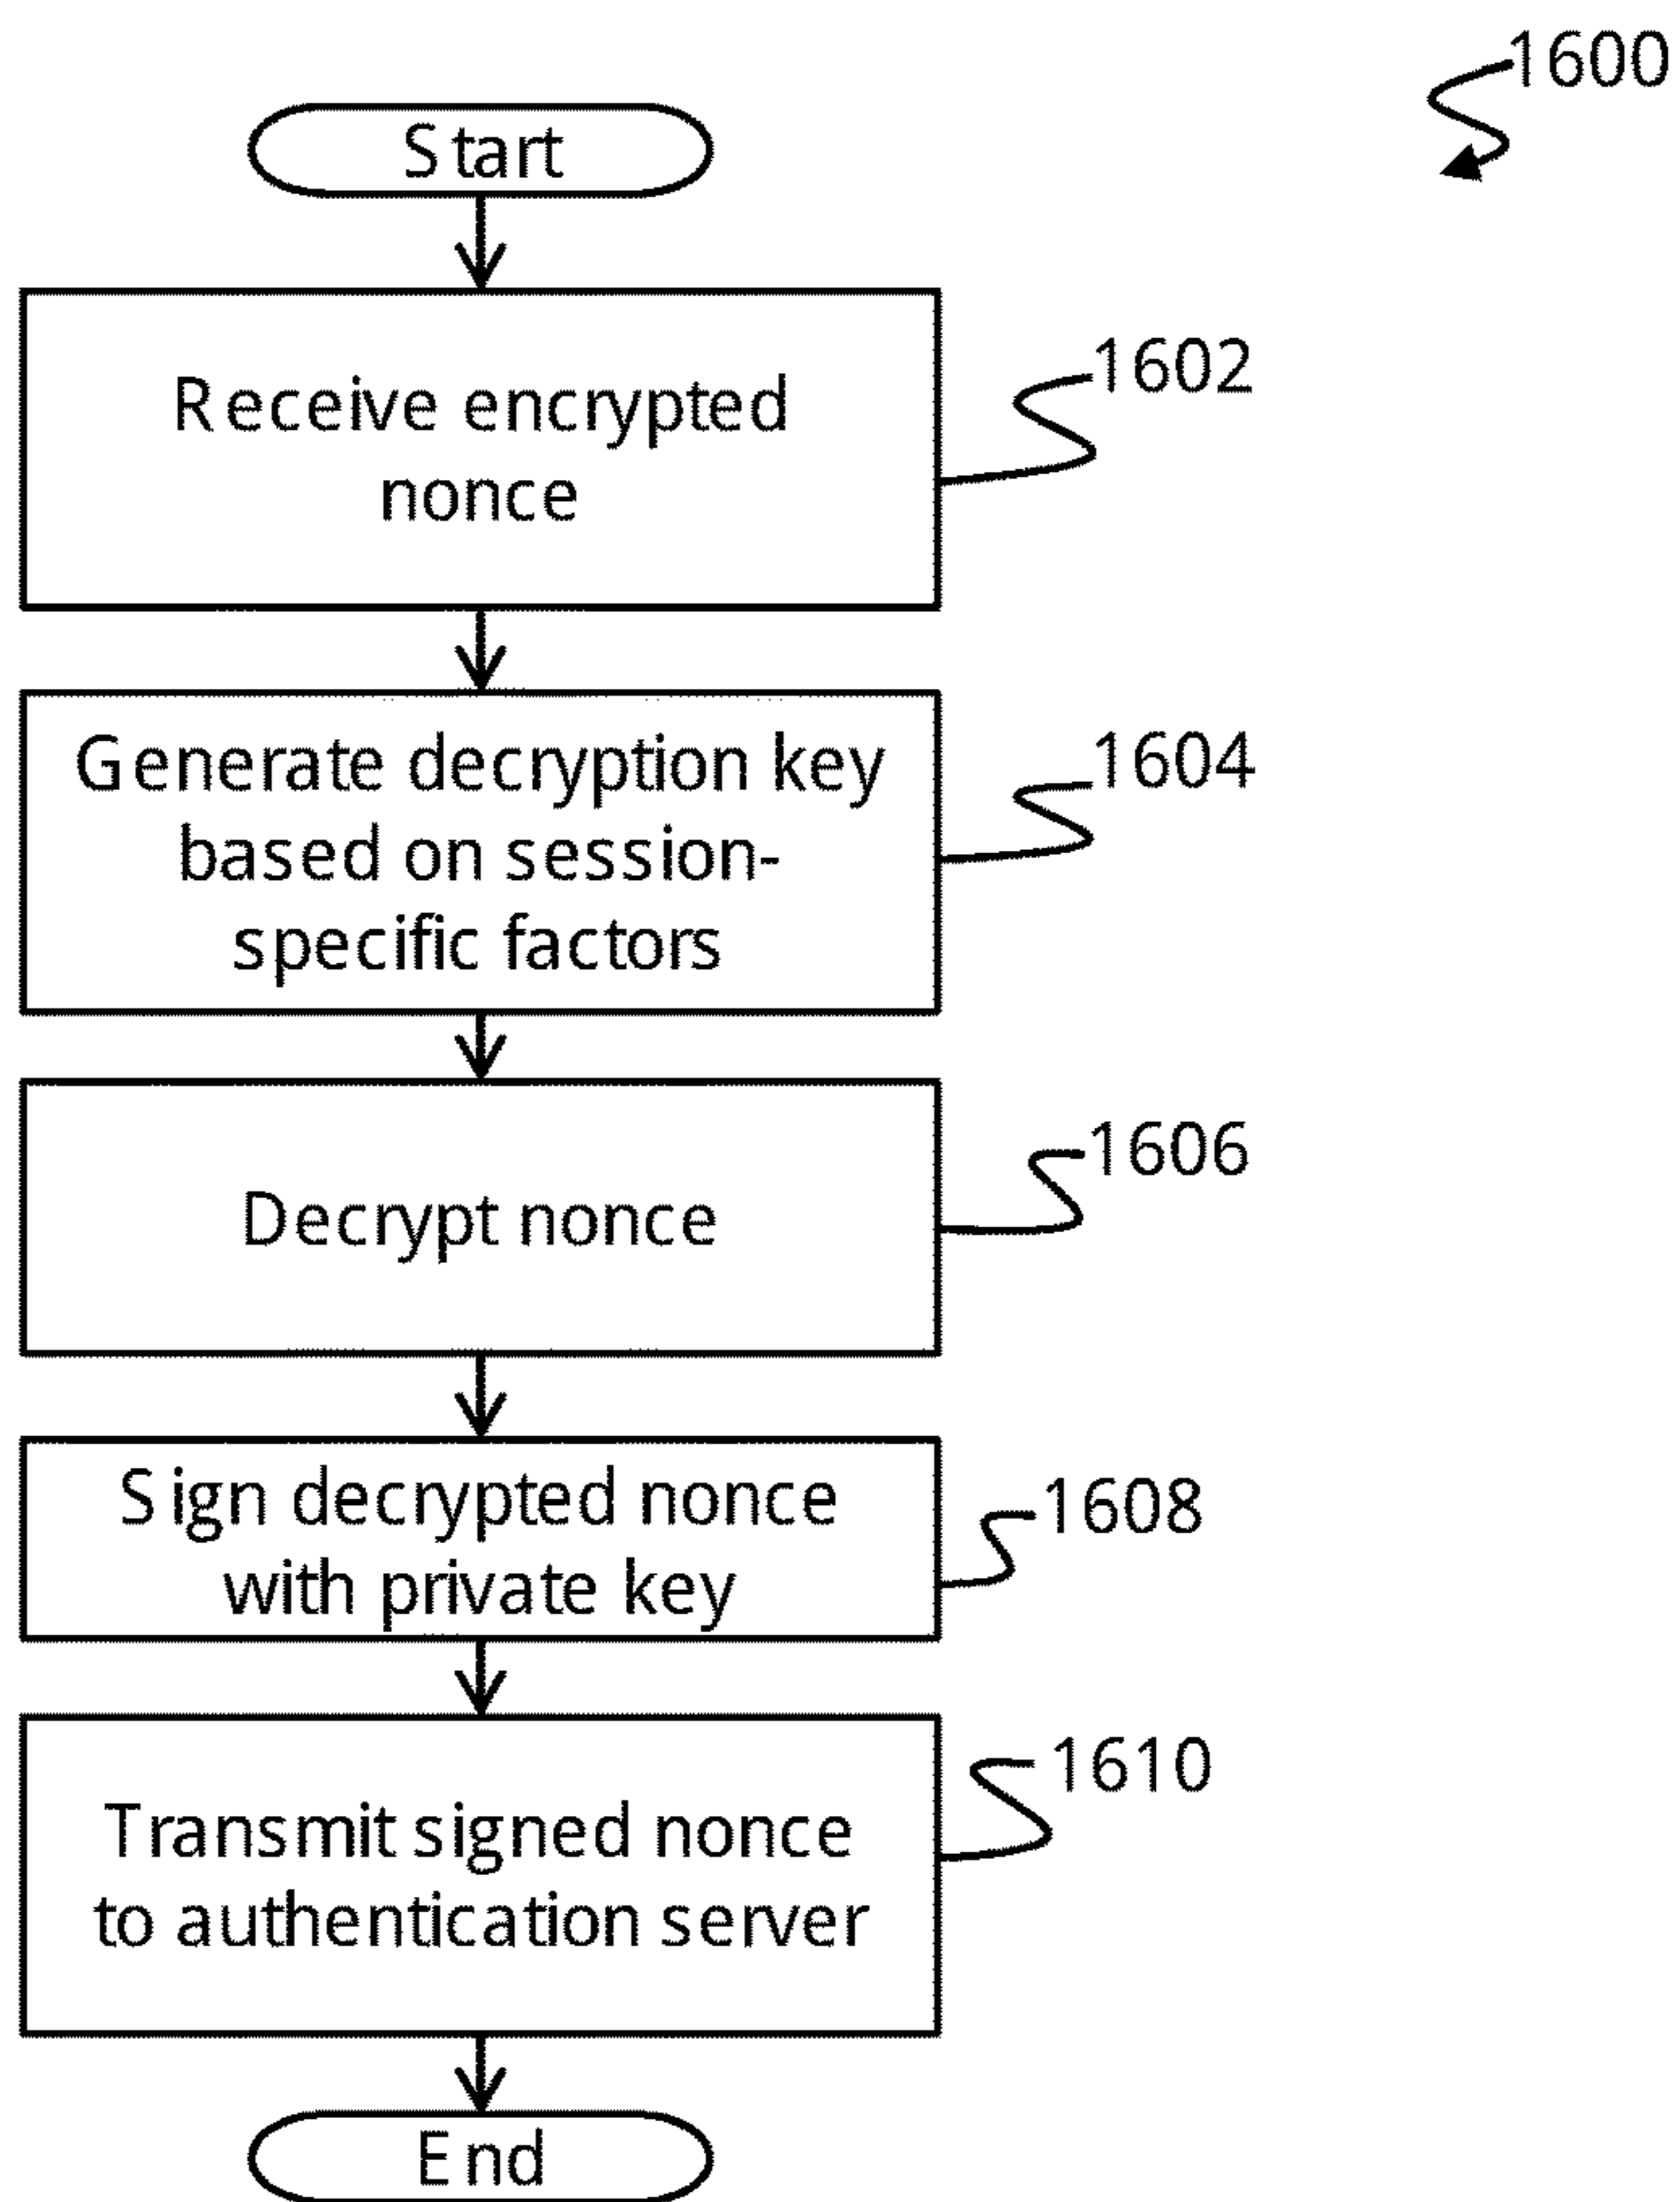 1600
Start
Receive encrypted
nonce
1602
Generate decryption key
based on session-
specific factors
1604
Decrypt nonce
1606
Sign decrypted nonce
with private key
1608
Transmit signed nonce
to authentication server
1610
End